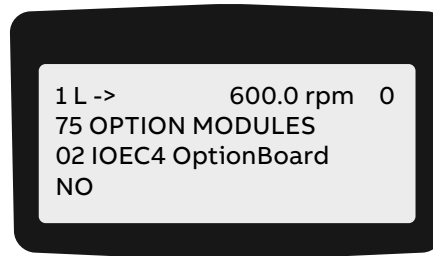 1 L -> 600.0 rpm 0
75 OPTION MODULES
02 IOEC4 OptionBoard
NO